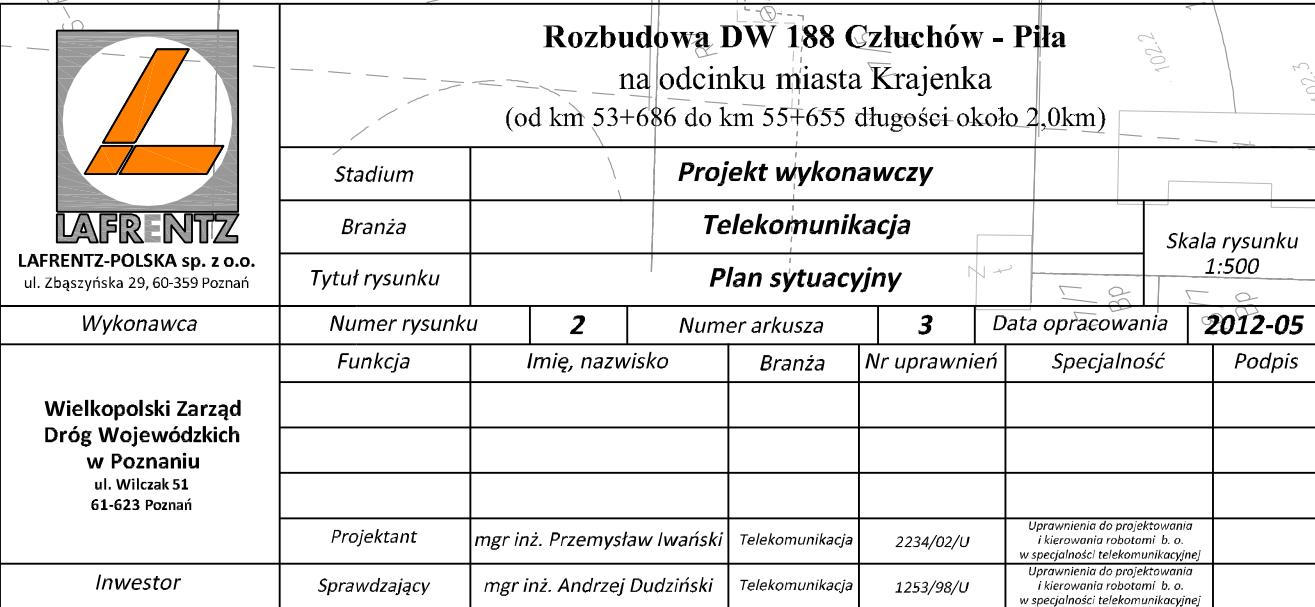 Rozbudowa DW 188 Człuchów - Piła
na odcinku miasta Krajenka
(od km 53+686 do km 55+655 długości około 2,0km)
LAFRENTZ
LAFRENTZ-POLSKA sp. z o.o.
ul. Zbąszyńska 29, 60-359 Poznań
Stadium
Projekt wykonawczy
Branża
Telekomunikacja
Tytuł rysunku
Plan sytuacyjny
Skala rysunku
1:500
Wykonawca
Numer rysunku
2
Numer arkusza
3
Data opracowania
2012-05
Funkcja
Imię, nazwisko
Branża
Nr uprawnień
Specjalność
Podpis
Wielkopolski Zarząd
Dróg Wojewódzkich
w Poznaniu
ul. Wilczak 51
61-623 Poznań
Projektant
mgr inż. Przemysław Iwański
Telekomunikacja
2234/02/U
Uprawnienia do projektowania
i kierowania robotami b. o.
w specjalności telekomunikacyjnej
Inwestor
Sprawdzający
mgr inż. Andrzej Dudziński
Telekomunikacja
1253/98/U
Uprawnienia do projektowania
i kierowania robotami b. o.
w specjalności telekomunikacyjnej
1022
1023
Bp
Bp